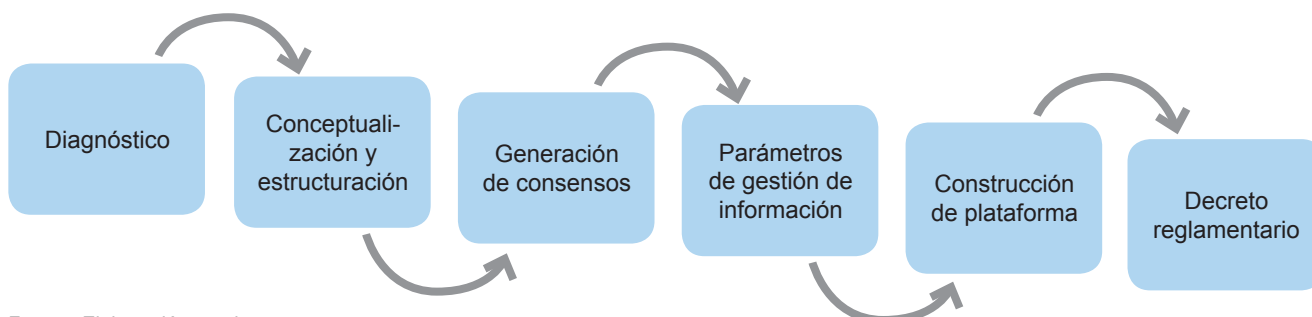 Diagnóstico
Conceptuali-
zación y
estructuración
Generación
de consensos
Parámetros
de gestión de
información
Construcción
de plataforma
Decreto
reglamentario